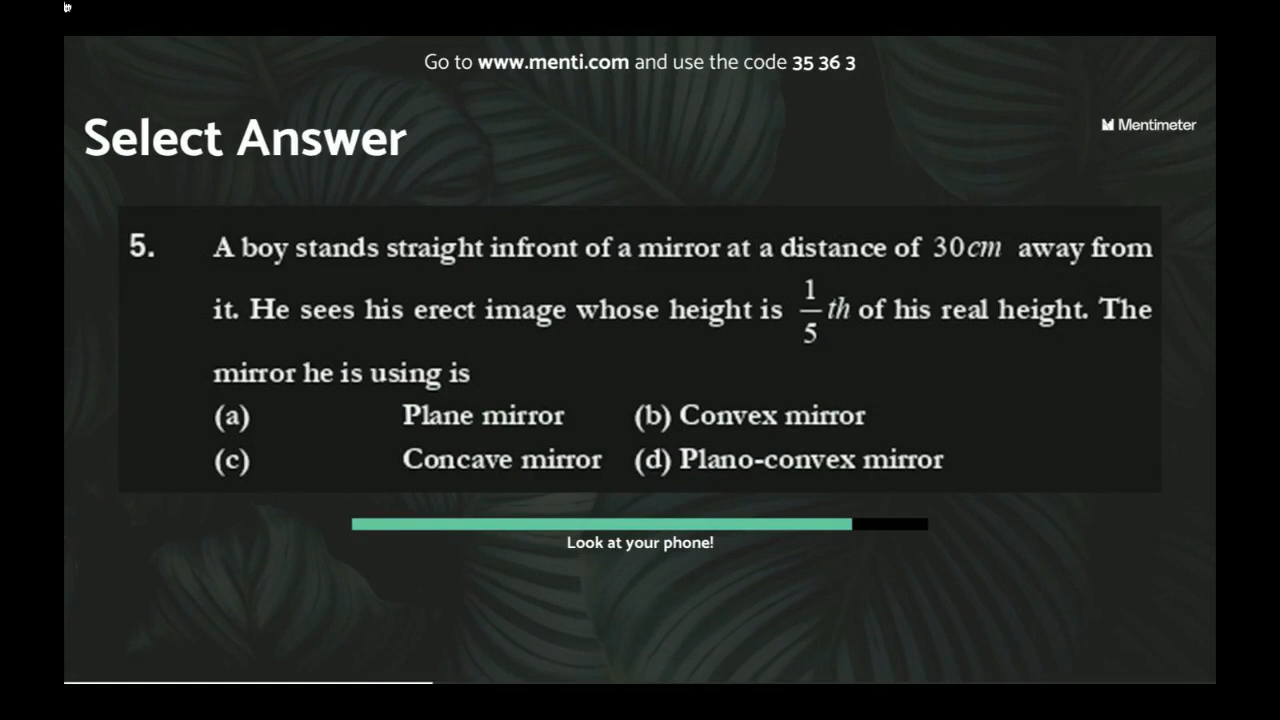 Go to www.menti.com and use the code 35 36 3
Select Answer
Mentimeter
5. A boy stands straight infront of a mirror at a distance of 30cm away from
it. He sees his erect image whose height is 1/5 th of his real height. The
mirror he is using is
(a) Plane mirror (b) Convex mirror
(c) Concave mirror (d) Plano-convex mirror
Look at your phone!